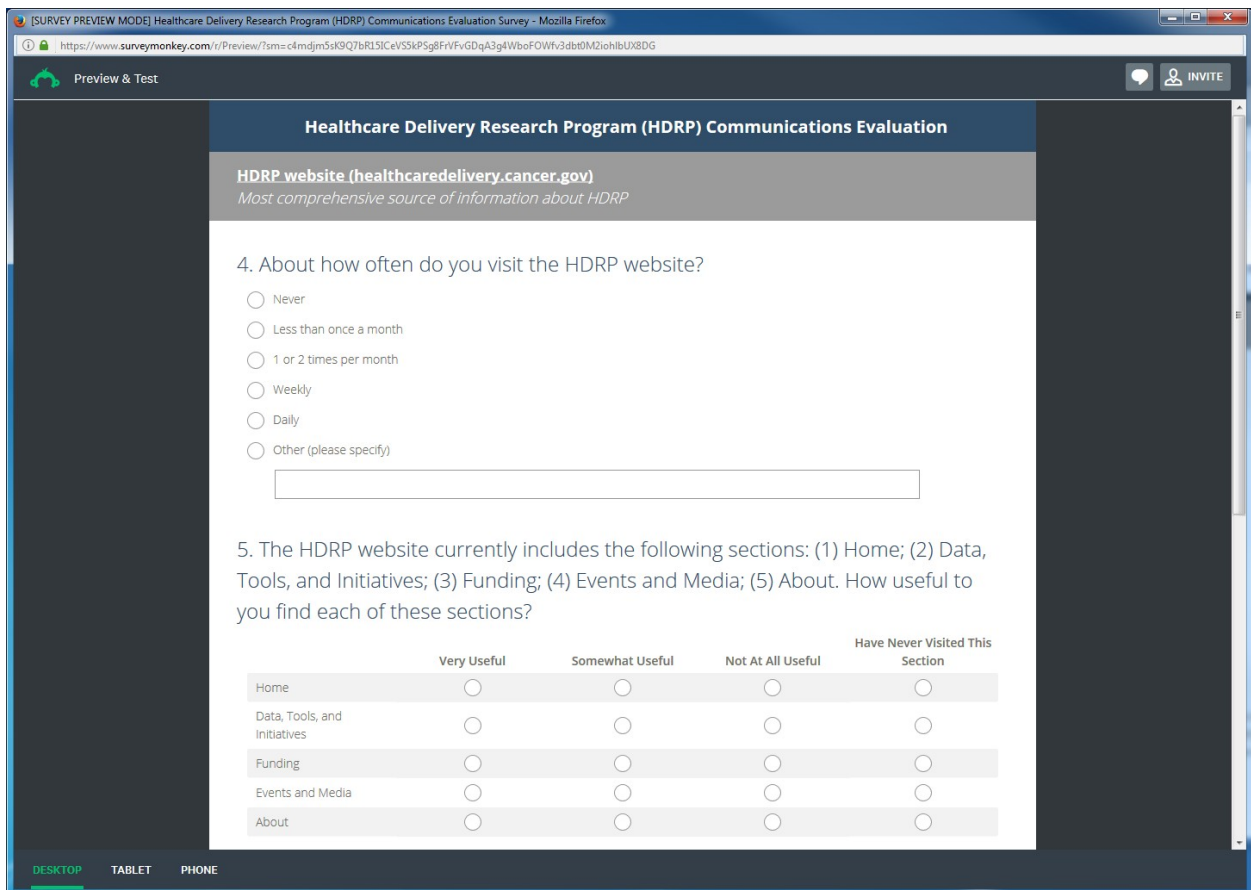 [SURVEY PREVIEW MODE] Healthcare Delivery Research Program (HDRP) Communications Evaluation Survey - Mozilla Firefox
https://www.surveymonkey.com/r/Preview/?sm=c4mdjm5sK9Q7bR15ICeVS5kPSg8FrVFvGDqA3g4WboFOWfv3dbt0M2iohIbUX8DG
Preview & Test
INVITE
Healthcare Delivery Research Program (HDRP) Communications Evaluation
HDRP website (healthcaredelivery.cancer.gov)
Most comprehensive source of information about HDRP
4. About how often do you visit the HDRP website?
Never
Less than once a month
1 or 2 times per month
Weekly
Daily
Other (please specify)
5. The HDRP website currently includes the following sections: (1) Home; (2) Data,
Tools, and Initiatives; (3) Funding; (4) Events and Media; (5) About. How useful to
you find each of these sections?
Have Never Visited This
Very Useful Somewhat Useful Not At All Useful Section
Home
Data, Tools, and
Initiatives
Funding
Events and Media
About
DESKTOP TABLET PHONE